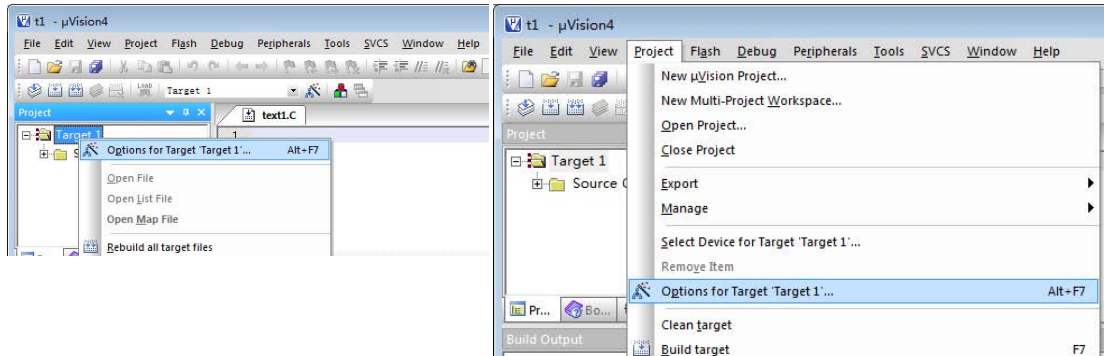 t1 - µVision4
File Edit View Project Flash Debug Peripherals Tools SVCS Window Help
LOAD Target 1
Project
text1.C
Target 1
1
Options for Target 'Target 1'... Alt+F7
Open File
Open List File
Open Map File
Rebuild all target files
t1 - µVision4
File Edit View Project Flash Debug Peripherals Tools SVCS Window Help
New µVision Project...
New Multi-Project Workspace...
Open Project...
Close Project
Project
Target 1
Source
Export
Manage
Select Device for Target 'Target 1'...
Remove Item
Options for Target 'Target 1'... Alt+F7
Pr... Bo...
Clean target
Build Output
Build target F7